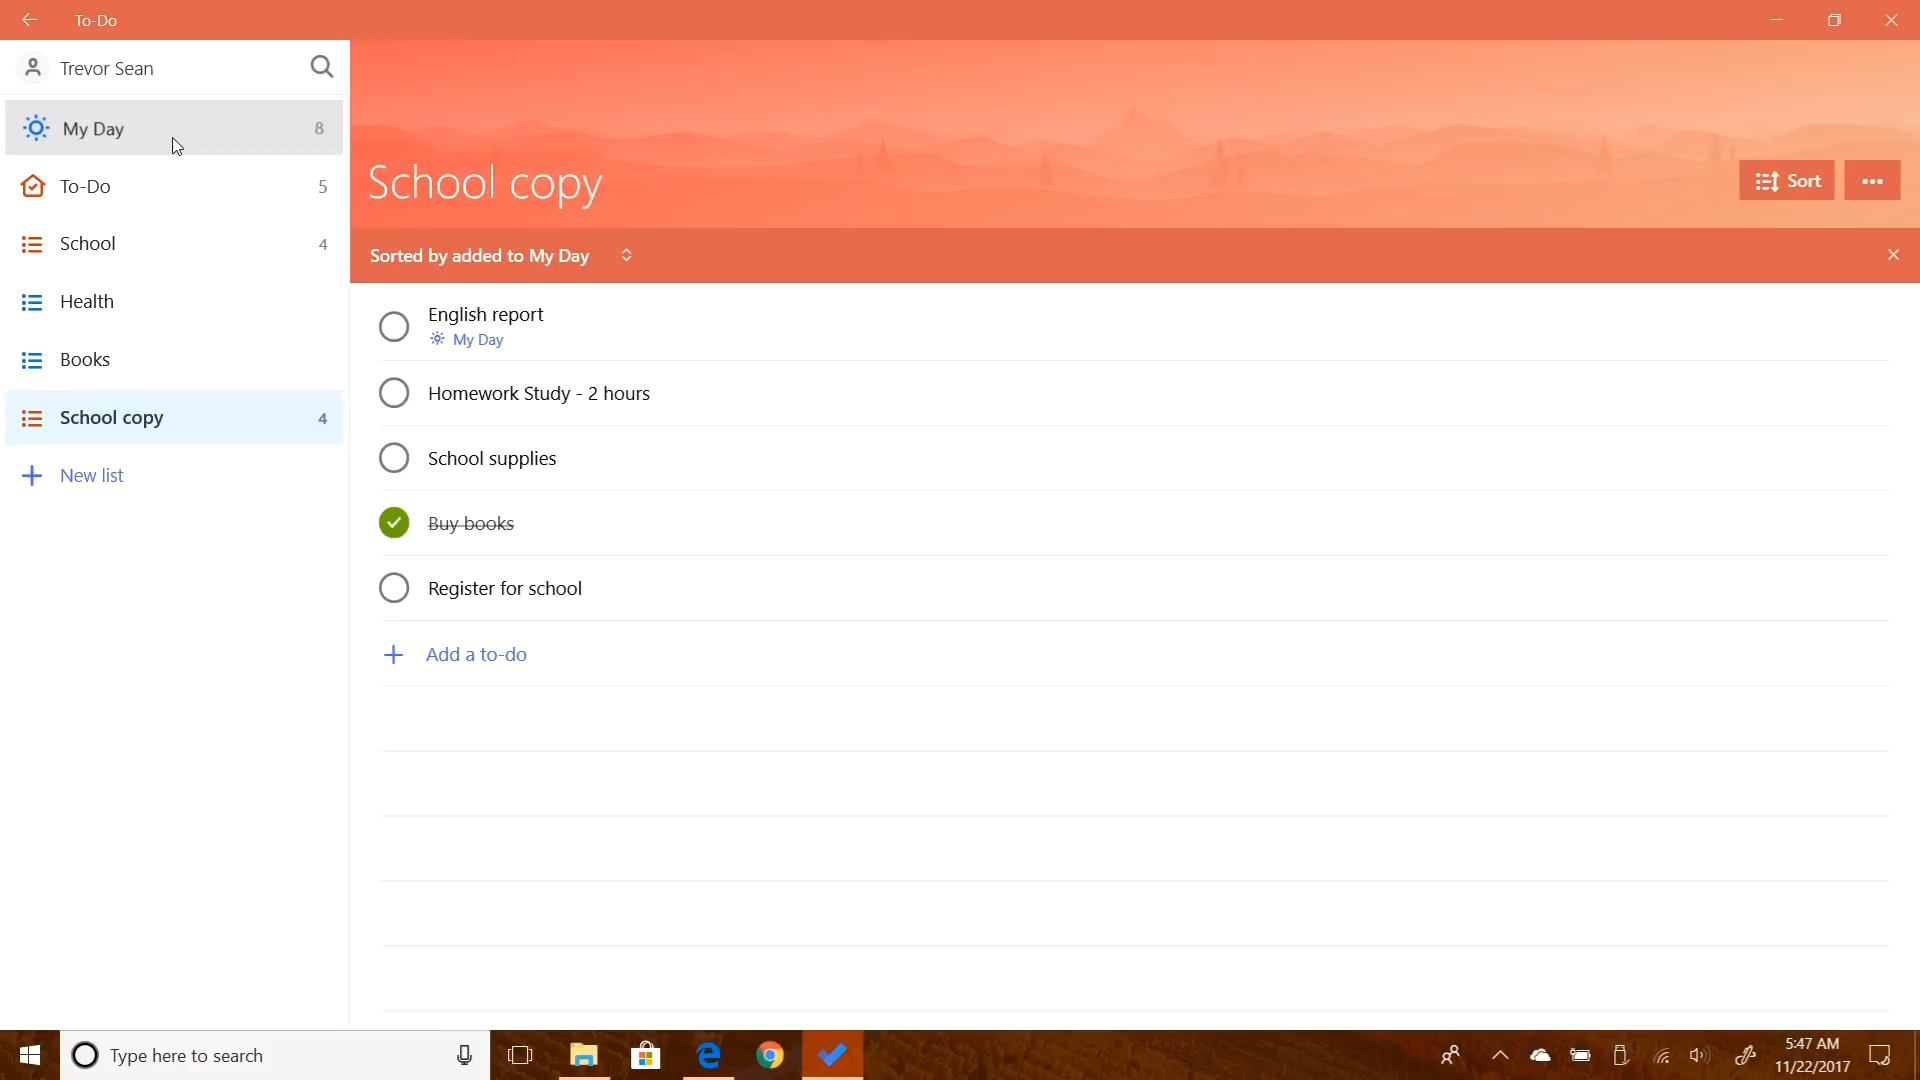 To-Do
Trevor Sean
My Day 8
To-Do 5
School 4
Health
Books
School copy 4
New list
School copy
Sort
Sorted by added to My Day
English report
My Day
Homework Study - 2 hours
School supplies
Buy books
Register for school
Add a to-do
Type here to search
5:47 AM
11/22/2017